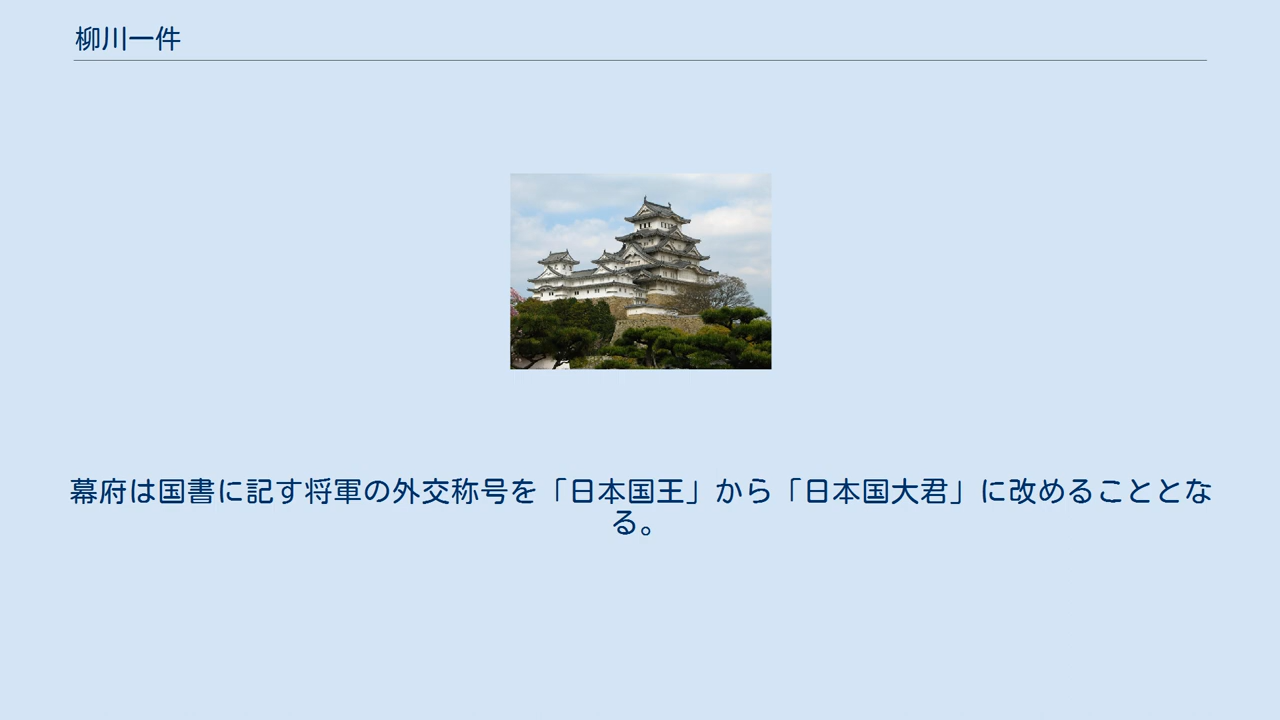 柳川一件
幕府は国書に記す将軍の外交称号を「日本国王」から「日本国大君」に改めることとな
る。